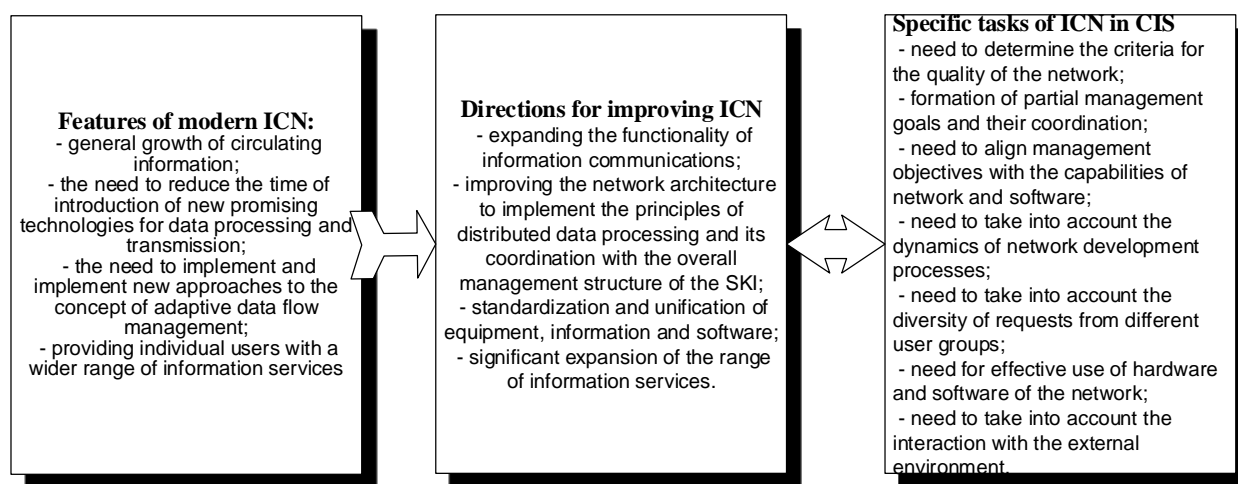 Features of modern ICN:
- general growth of circulating
information;
- the need to reduce the time of
introduction of new promising
technologies for data processing and
transmission;
- the need to implement and
implement new approaches to the
concept of adaptive data flow
management;
- providing individual users with a
wider range of information services
Directions for improving ICN
- expanding the functionality of
information communications;
- improving the network architecture
to implement the principles of
distributed data processing and its
coordination with the overall
management structure of the SKI;
- standardization and unification of
equipment, information and software;
- significant expansion of the range
of information services.
Specific tasks of ICN in CIS
- need to determine the criteria for
the quality of the network;
- formation of partial management
goals and their coordination;
- need to align management
objectives with the capabilities of
network and software;
- need to take into account the
dynamics of network development
processes;
- need to take into account the
diversity of requests from different
user groups;
- need for effective use of hardware
and software of the network;
- need to take into account the
interaction with the external
environment.